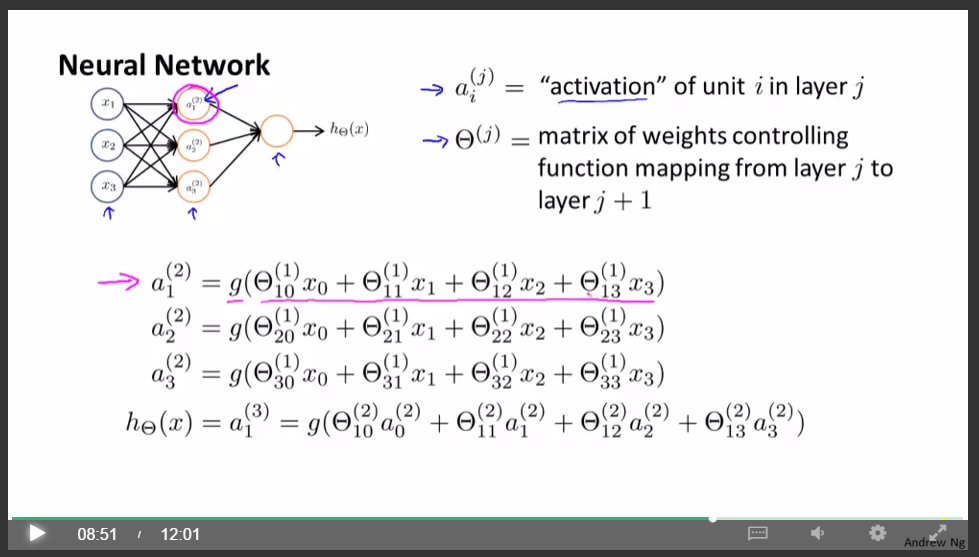 Neural Network
x₁
x₂
x₃
a₁⁽²⁾
a₂⁽²⁾
a₃⁽²⁾
h_Θ(x)
→ aᵢ⁽ʲ⁾ = “activation” of unit i in layer j
→ Θ⁽ʲ⁾ = matrix of weights controlling
function mapping from layer j to
layer j + 1
→ a₁⁽²⁾ = g(Θ₁₀⁽¹⁾x₀ + Θ₁₁⁽¹⁾x₁ + Θ₁₂⁽¹⁾x₂ + Θ₁₃⁽¹⁾x₃)
a₂⁽²⁾ = g(Θ₂₀⁽¹⁾x₀ + Θ₂₁⁽¹⁾x₁ + Θ₂₂⁽¹⁾x₂ + Θ₂₃⁽¹⁾x₃)
a₃⁽²⁾ = g(Θ₃₀⁽¹⁾x₀ + Θ₃₁⁽¹⁾x₁ + Θ₃₂⁽¹⁾x₂ + Θ₃₃⁽¹⁾x₃)
h_Θ(x) = a₁⁽³⁾ = g(Θ₁₀⁽²⁾a₀⁽²⁾ + Θ₁₁⁽²⁾a₁⁽²⁾ + Θ₁₂⁽²⁾a₂⁽²⁾ + Θ₁₃⁽²⁾a₃⁽²⁾)
08:51 / 12:01
Andrew Ng